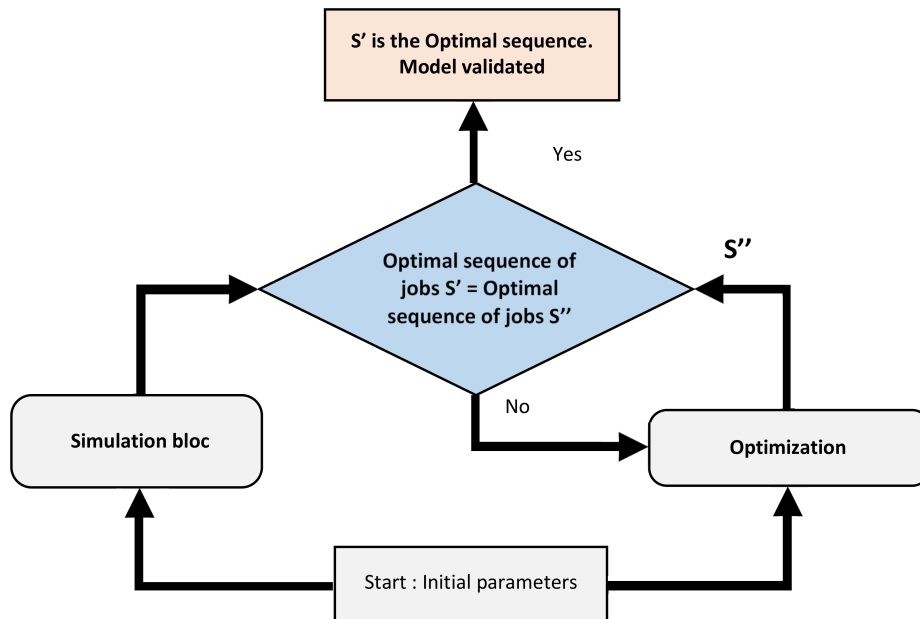 S’ is the Optimal sequence.
Model validated
Yes
S’’
Optimal sequence of
jobs S’ = Optimal
sequence of jobs S’’
No
Simulation bloc
Optimization
Start : Initial parameters